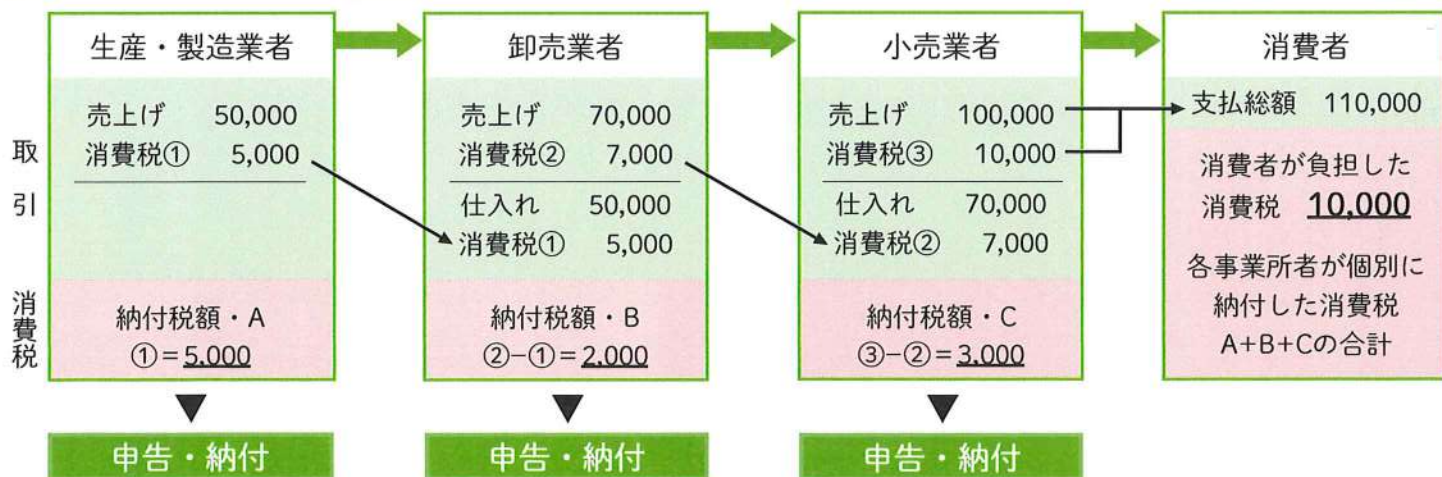 生産・製造業者
売上げ 50,000
消費税① 5,000
納付税額・A
①=5,000
申告・納付
卸売業者
売上げ 70,000
消費税② 7,000
仕入れ 50,000
消費税① 5,000
納付税額・B
②−①=2,000
申告・納付
小売業者
売上げ 100,000
消費税③ 10,000
仕入れ 70,000
消費税② 7,000
納付税額・C
③−②=3,000
申告・納付
消費者
支払総額 110,000
消費者が負担した
消費税 10,000
各事業所者が個別に
納付した消費税
A+B+Cの合計
取引
消費税